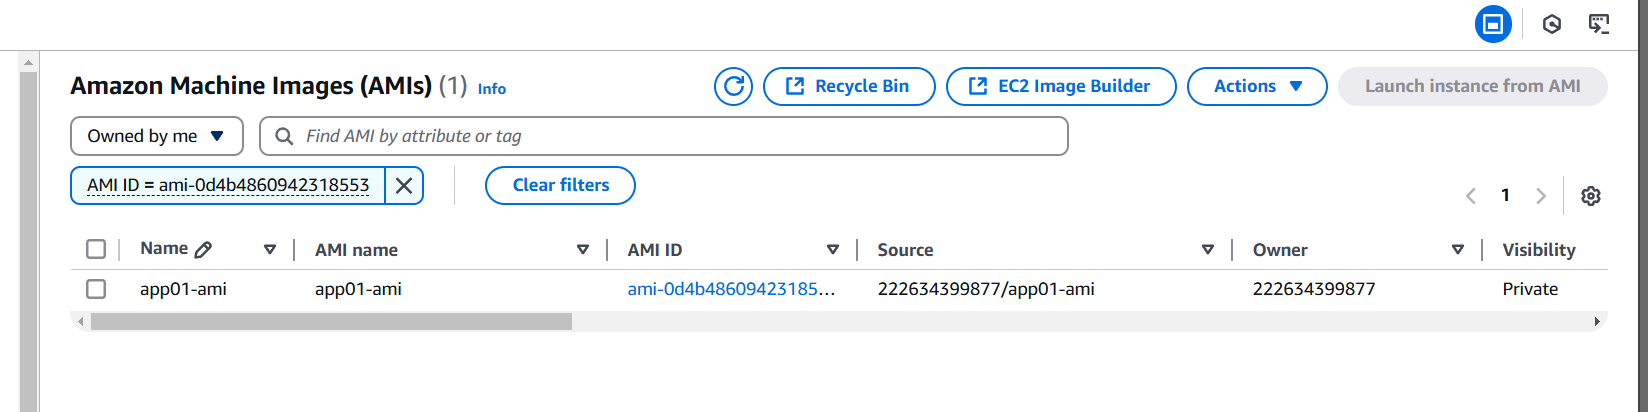 Amazon Machine Images (AMIs) (1) Info
Recycle Bin
EC2 Image Builder
Actions
Launch instance from AMI
Owned by me
Find AMI by attribute or tag
AMI ID = ami-0d4b4860942318553
Clear filters
1
Name AMI name AMI ID Source Owner Visibility
app01-ami app01-ami ami-0d4b48609423185... 222634399877/app01-ami 222634399877 Private